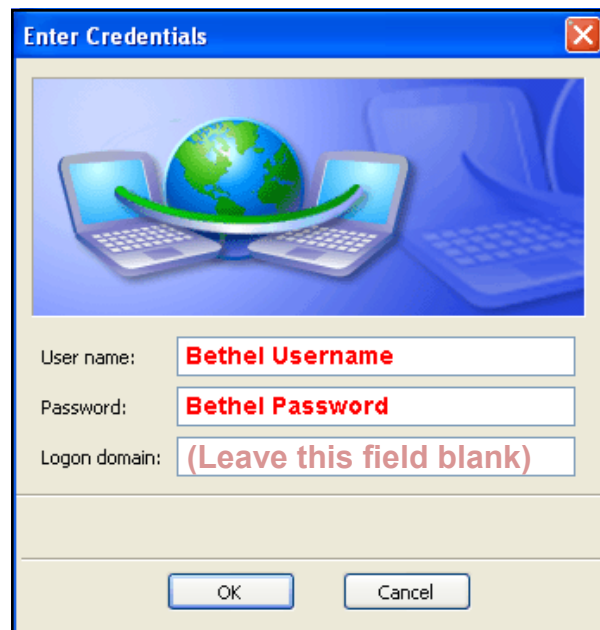 Enter Credentials
User name: Bethel Username
Password: Bethel Password
Logon domain: (Leave this field blank)
OK Cancel